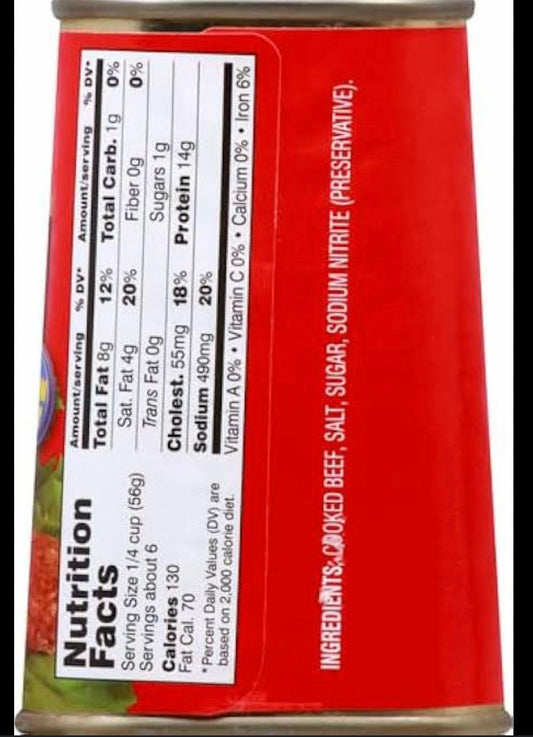 Nutrition
Facts
Serving Size 1/4 cup (56g)
Servings about 6
Calories 130
Fat Cal. 70
* Percent Daily Values (DV) are
based on 2,000 calorie diet.
Amount/serving % DV* Amount/serving % DV*
Total Fat 8g 12% Total Carb. 1g 0%
Sat. Fat 4g 20% Fiber 0g 0%
Trans Fat 0g Sugars 1g
Cholest. 55mg 18% Protein 14g
Sodium 490mg 20%
Vitamin A 0% • Vitamin C 0% • Calcium 0% • Iron 6%
INGREDIENTS: COOKED BEEF, SALT, SUGAR, SODIUM NITRITE (PRESERVATIVE).